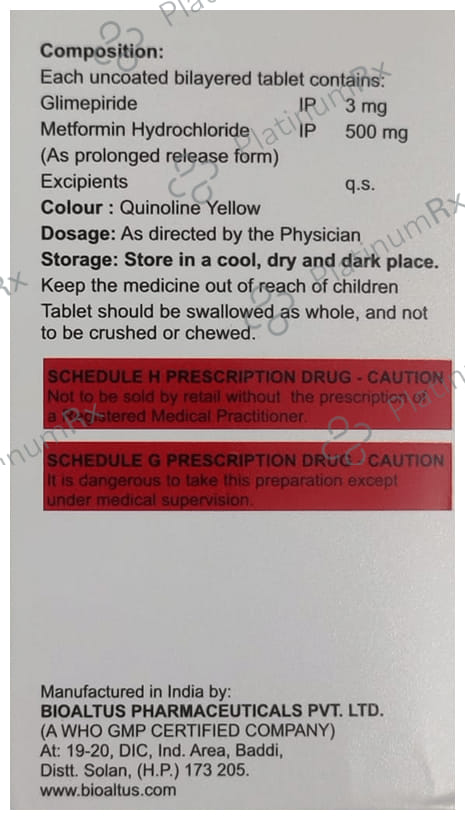 Composition:
Each uncoated bilayered tablet contains:
Glimepiride IP 3 mg
Metformin Hydrochloride IP 500 mg
(As prolonged release form)
Excipients q.s.
Colour : Quinoline Yellow
Dosage: As directed by the Physician
Storage: Store in a cool, dry and dark place.
Keep the medicine out of reach of children
Tablet should be swallowed as whole, and not
to be crushed or chewed.
SCHEDULE H PRESCRIPTION DRUG - CAUTION
Not to be sold by retail without the prescription of
a Registered Medical Practitioner.
SCHEDULE G PRESCRIPTION DRUG - CAUTION
It is dangerous to take this preparation except
under medical supervision.
Manufactured in India by:
BIOALTUS PHARMACEUTICALS PVT. LTD.
(A WHO GMP CERTIFIED COMPANY)
At: 19-20, DIC, Ind. Area, Baddi,
Distt. Solan, (H.P.) 173 205.
www.bioaltus.com
PlatinumRx
PlatinumRx